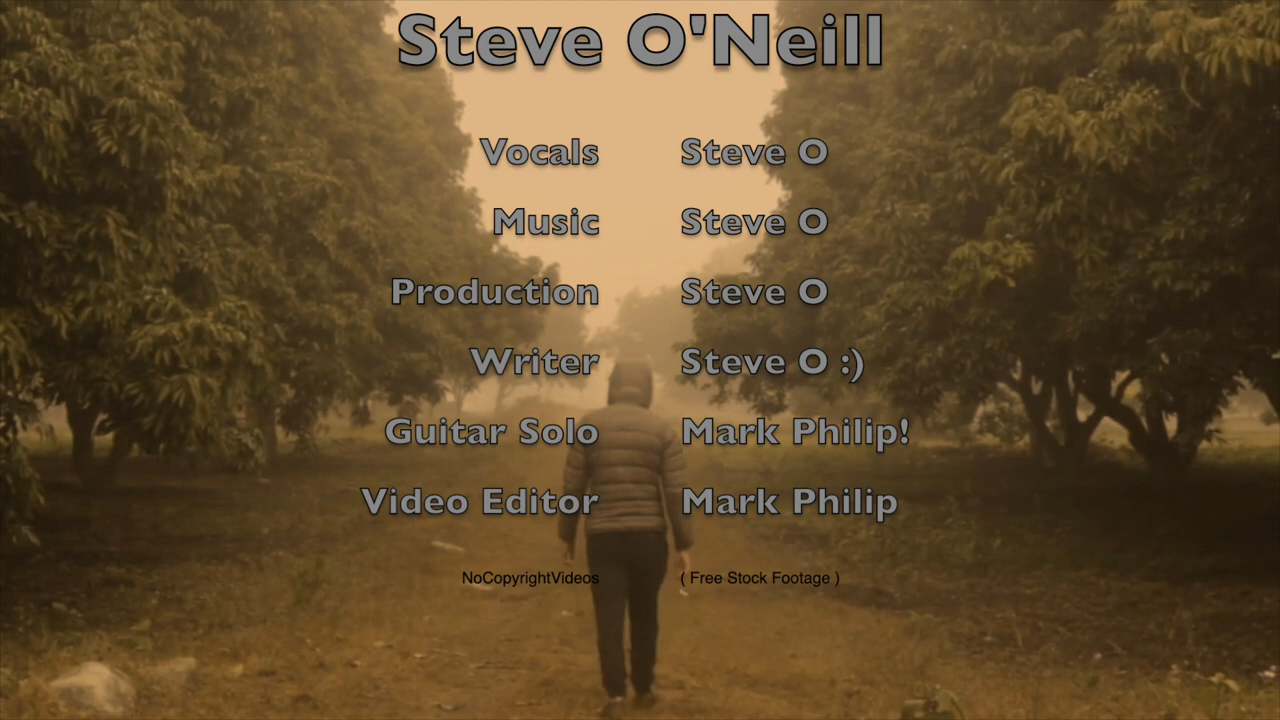 Steve O'Neill
Vocals Steve O
Music Steve O
Production Steve O
Writer Steve O :)
Guitar Solo Mark Philip!
Video Editor Mark Philip
NoCopyrightVideos ( Free Stock Footage )